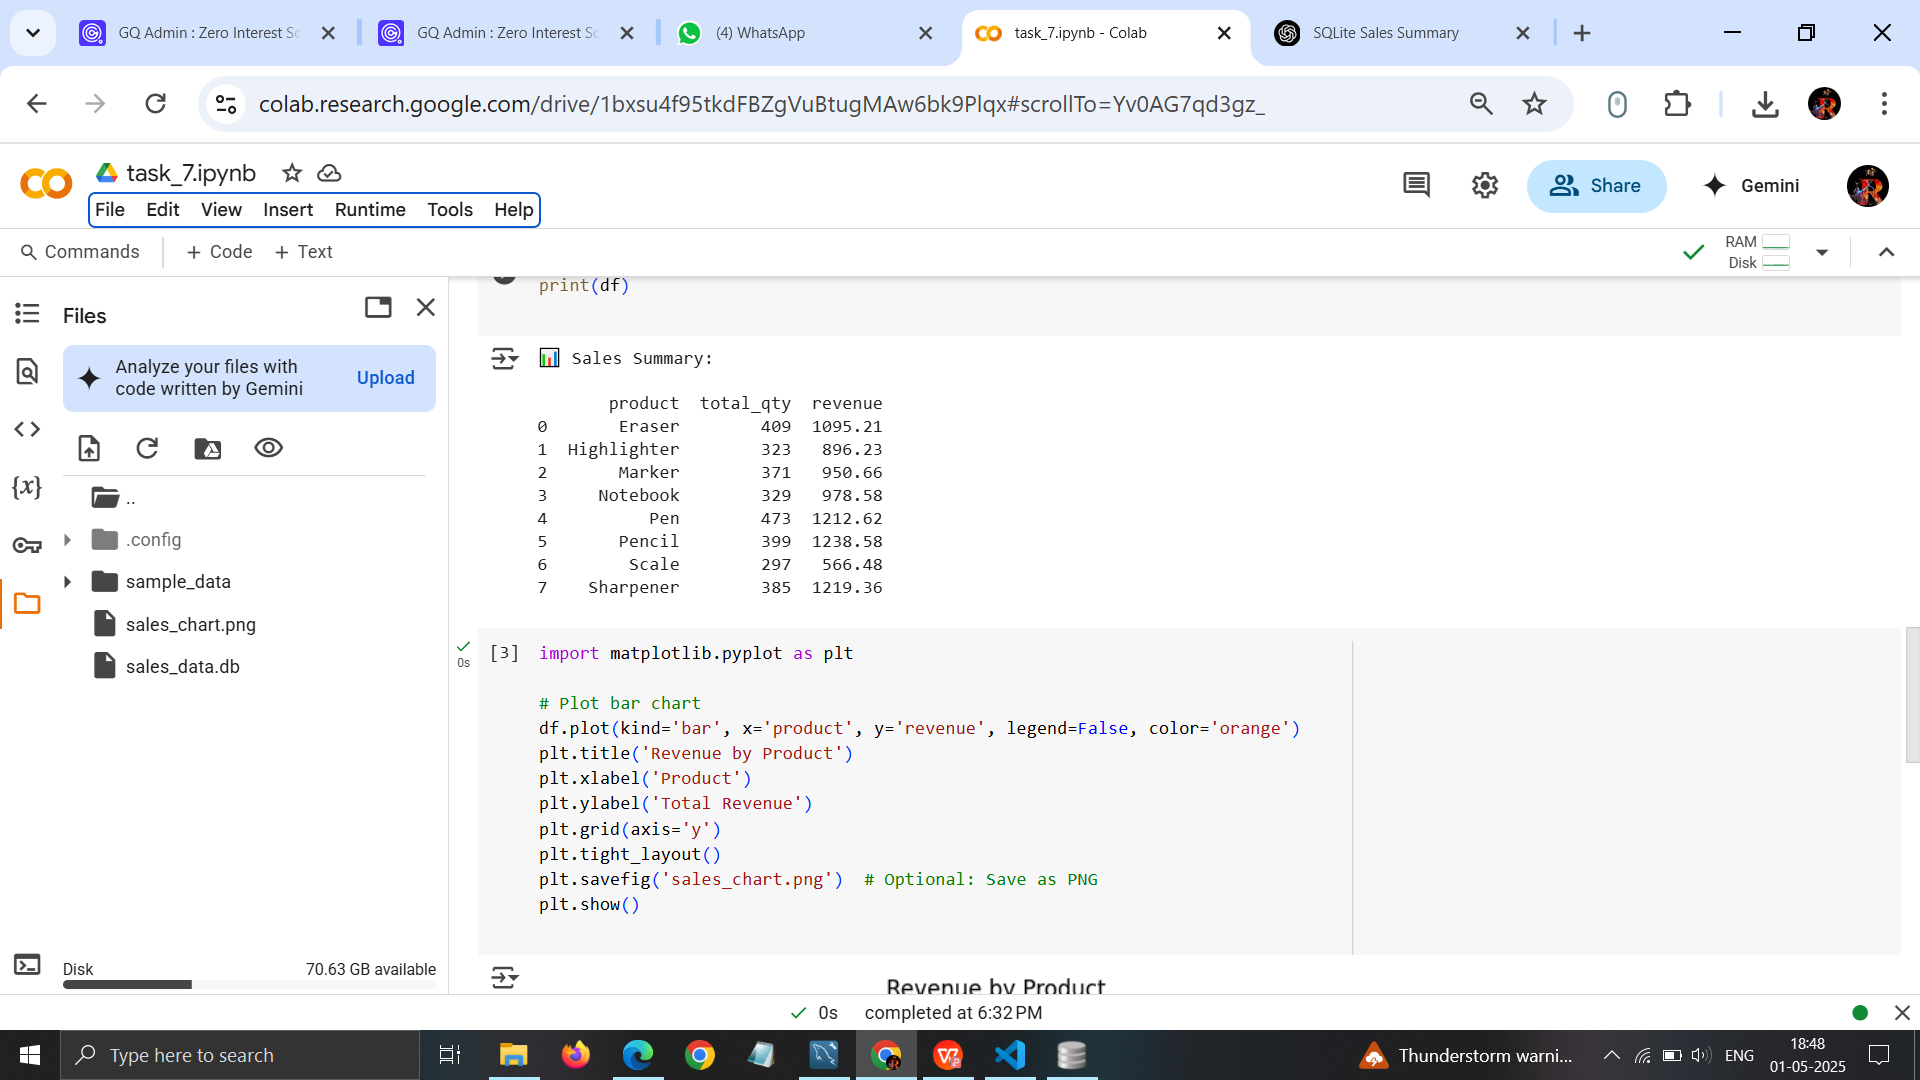 GQ Admin : Zero Interest Sc
GQ Admin : Zero Interest Sc
(4) WhatsApp
task_7.ipynb - Colab
SQLite Sales Summary
colab.research.google.com/drive/1bxsu4f95tkdFBZgVuBtugMAw6bk9Plqx#scrollTo=Yv0AG7qd3gz_
task_7.ipynb
Share
Gemini
File Edit View Insert Runtime Tools Help
Commands + Code + Text
RAM
Disk
Files
Analyze your files with
code written by Gemini
Upload
..
.config
sample_data
sales_chart.png
sales_data.db
Disk 70.63 GB available
print(df)
Sales Summary:
product total_qty revenue
0 Eraser 409 1095.21
1 Highlighter 323 896.23
2 Marker 371 950.66
3 Notebook 329 978.58
4 Pen 473 1212.62
5 Pencil 399 1238.58
6 Scale 297 566.48
7 Sharpener 385 1219.36
0s
[3] import matplotlib.pyplot as plt
# Plot bar chart
df.plot(kind='bar', x='product', y='revenue', legend=False, color='orange')
plt.title('Revenue by Product')
plt.xlabel('Product')
plt.ylabel('Total Revenue')
plt.grid(axis='y')
plt.tight_layout()
plt.savefig('sales_chart.png')  # Optional: Save as PNG
plt.show()
Revenue by Product
0s completed at 6:32 PM
Type here to search
Thunderstorm warni...
ENG
18:48
01-05-2025